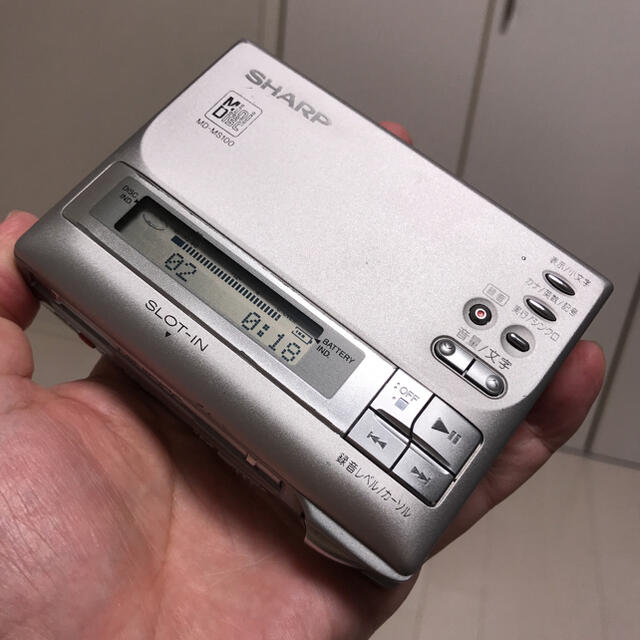 SHARP
MD
MD-MS100
DISC
IND.
02
0:18
BATTERY
IND.
SLOT-IN
表示/小文字
カナ/英数/記号
録音
実行/シンクロ
音量/文字
:OFF
録音レベル/カーソル